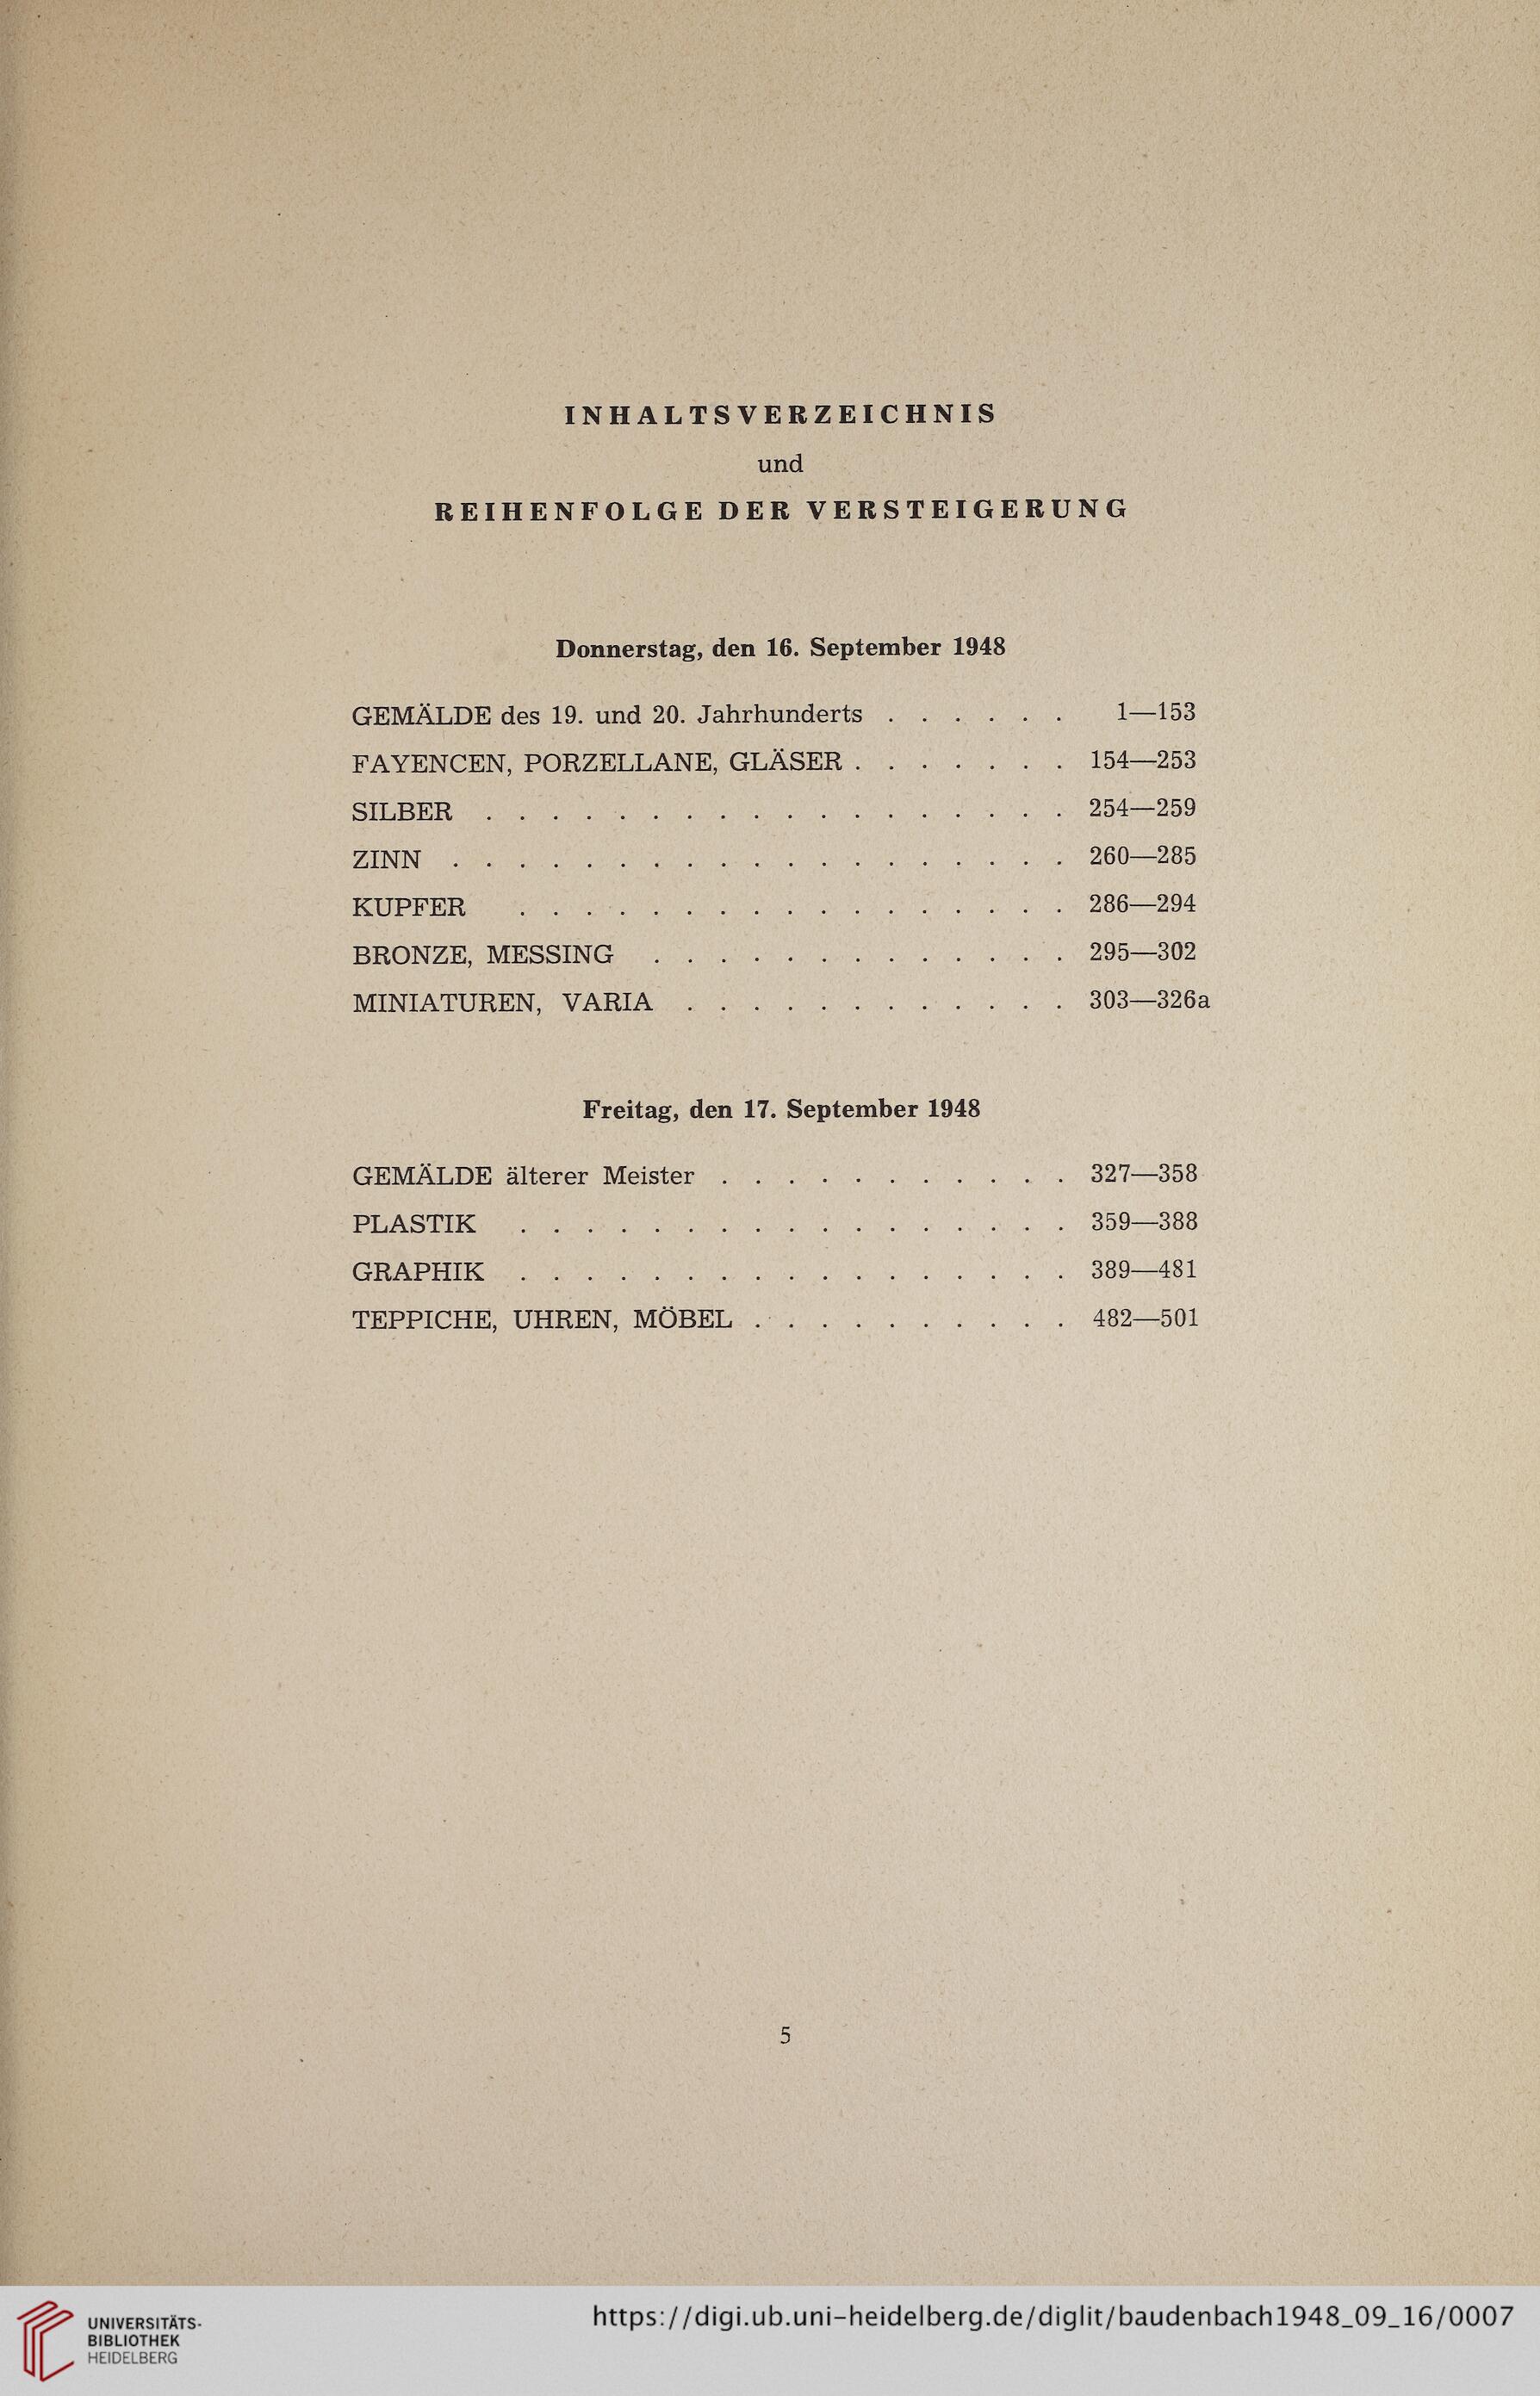 INHALTSVERZEICHNIS
und
REIHENFOLGE DER VERSTEIGERUNG
Donnerstag, den 16. September 1948
GEMÄLDE des 19. und 20. Jahrhunderts . . . . . . 1—153
FAYENCEN, PORZELLANE, GLÄSER . . . . . . . 154—253
SILBER . . . . . . . . . . . . . . . . . . 254—259
ZINN . . . . . . . . . . . . . . . . . . . 260—285
KUPFER . . . . . . . . . . . . . . . . . 286—294
BRONZE, MESSING . . . . . . . . . . . . . 295—302
MINIATUREN, VARIA . . . . . . . . . . . . 303—326a
Freitag, den 17. September 1948
GEMÄLDE älterer Meister . . . . . . . . . . . 327—358
PLASTIK . . . . . . . . . . . . . . . . . 359—388
GRAPHIK . . . . . . . . . . . . . . . . . 389—481
TEPPICHE, UHREN, MÖBEL . . . . . . . . . . 482—501
5
UNIVERSITÄTS-
BIBLIOTHEK
HEIDELBERG
https://digi.ub.uni-heidelberg.de/diglit/baudenbach1948_09_16/0007